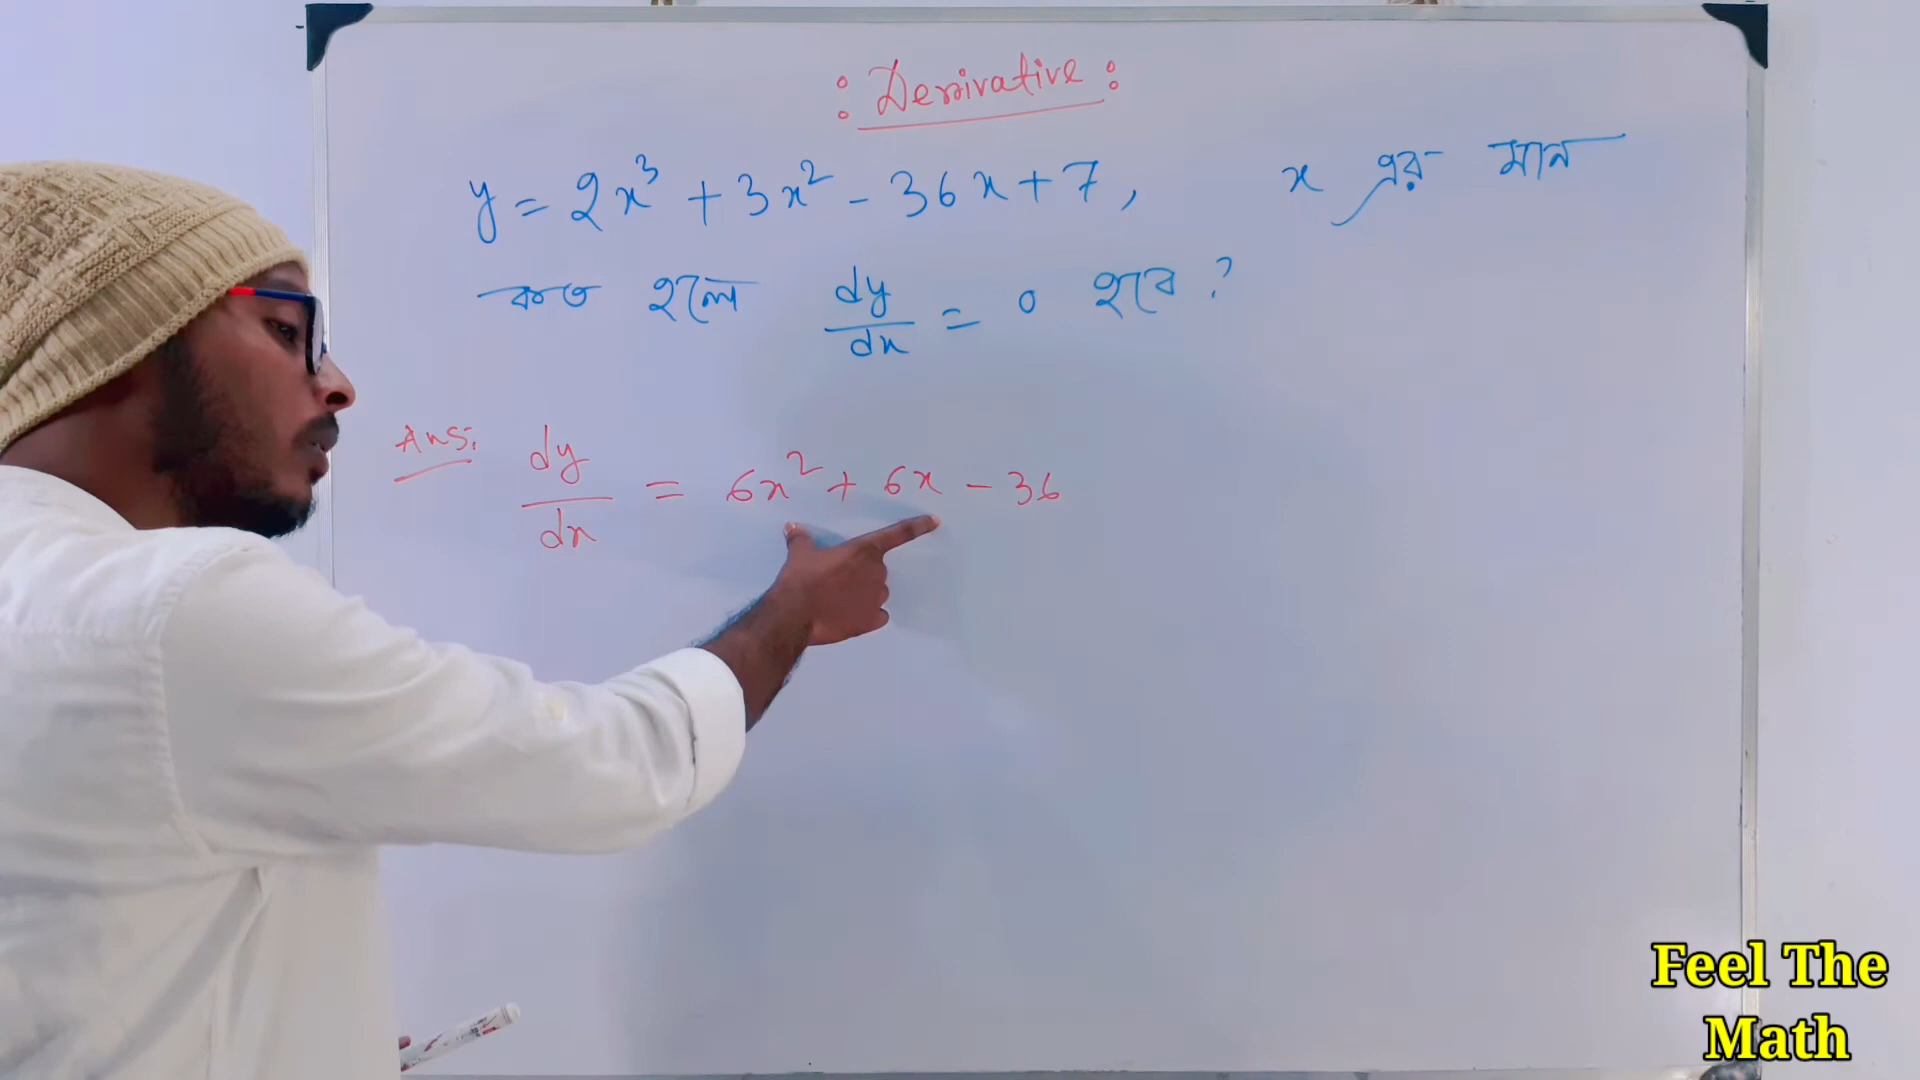 : Derivative :
y = 2x³ + 3x² - 36x + 7, x এর মান
কত হলে dy/dx = 0 হবে ?
Ans: dy/dx = 6x² + 6x - 36
Feel The
Math